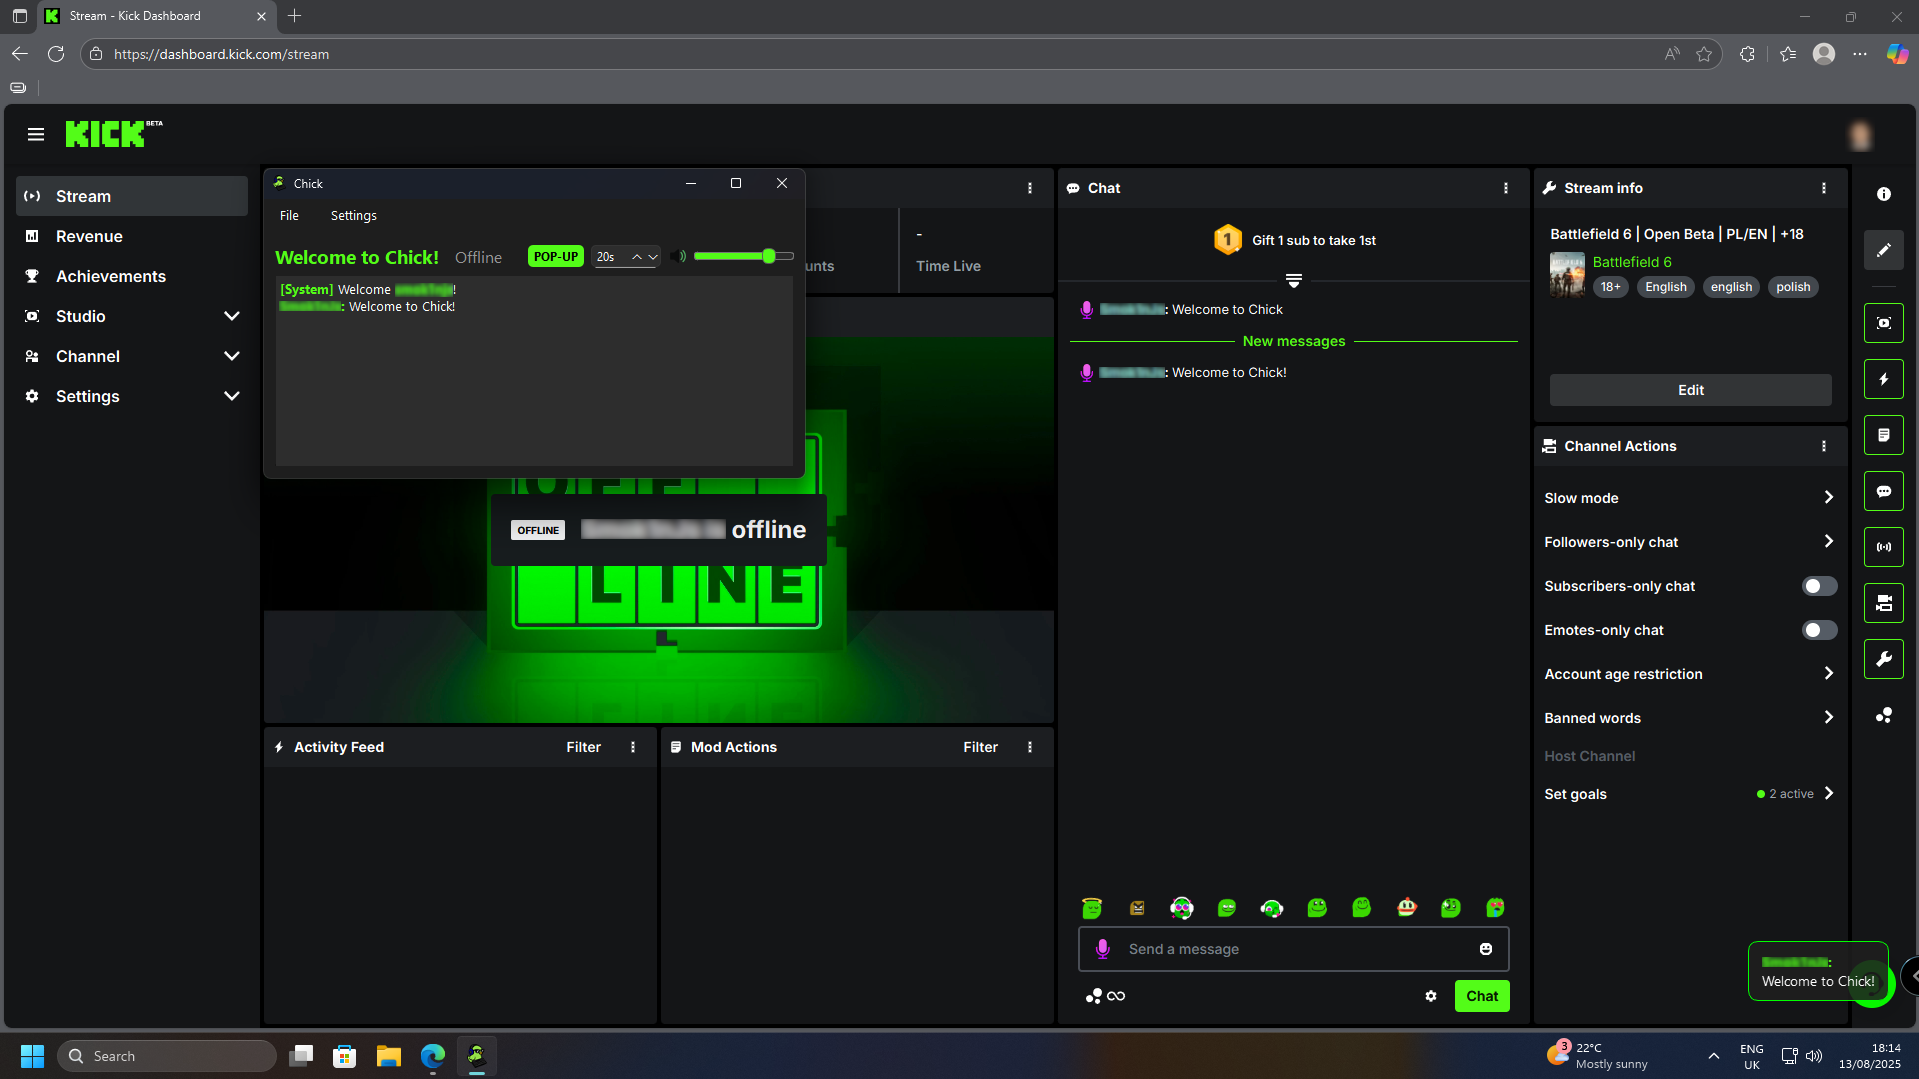 Stream - Kick Dashboard
https://dashboard.kick.com/stream
KICK BETA
Stream
Revenue
Achievements
Studio
Channel
Settings
Chick
File Settings
Welcome to Chick! Offline POP-UP 20s
[System] Welcome !
: Welcome to Chick!
unts
-
Time Live
OFF
OFFLINE offline
LINE
Activity Feed Filter
Mod Actions Filter
Chat
1 Gift 1 sub to take 1st
: Welcome to Chick
New messages
: Welcome to Chick!
Send a message
Chat
Stream info
Battlefield 6 | Open Beta | PL/EN | +18
Battlefield 6
18+ English english polish
Edit
Channel Actions
Slow mode
Followers-only chat
Subscribers-only chat
Emotes-only chat
Account age restriction
Banned words
Host Channel
Set goals 2 active
:
Welcome to Chick!
Search
3 22°C
Mostly sunny
ENG
UK
18:14
13/08/2025